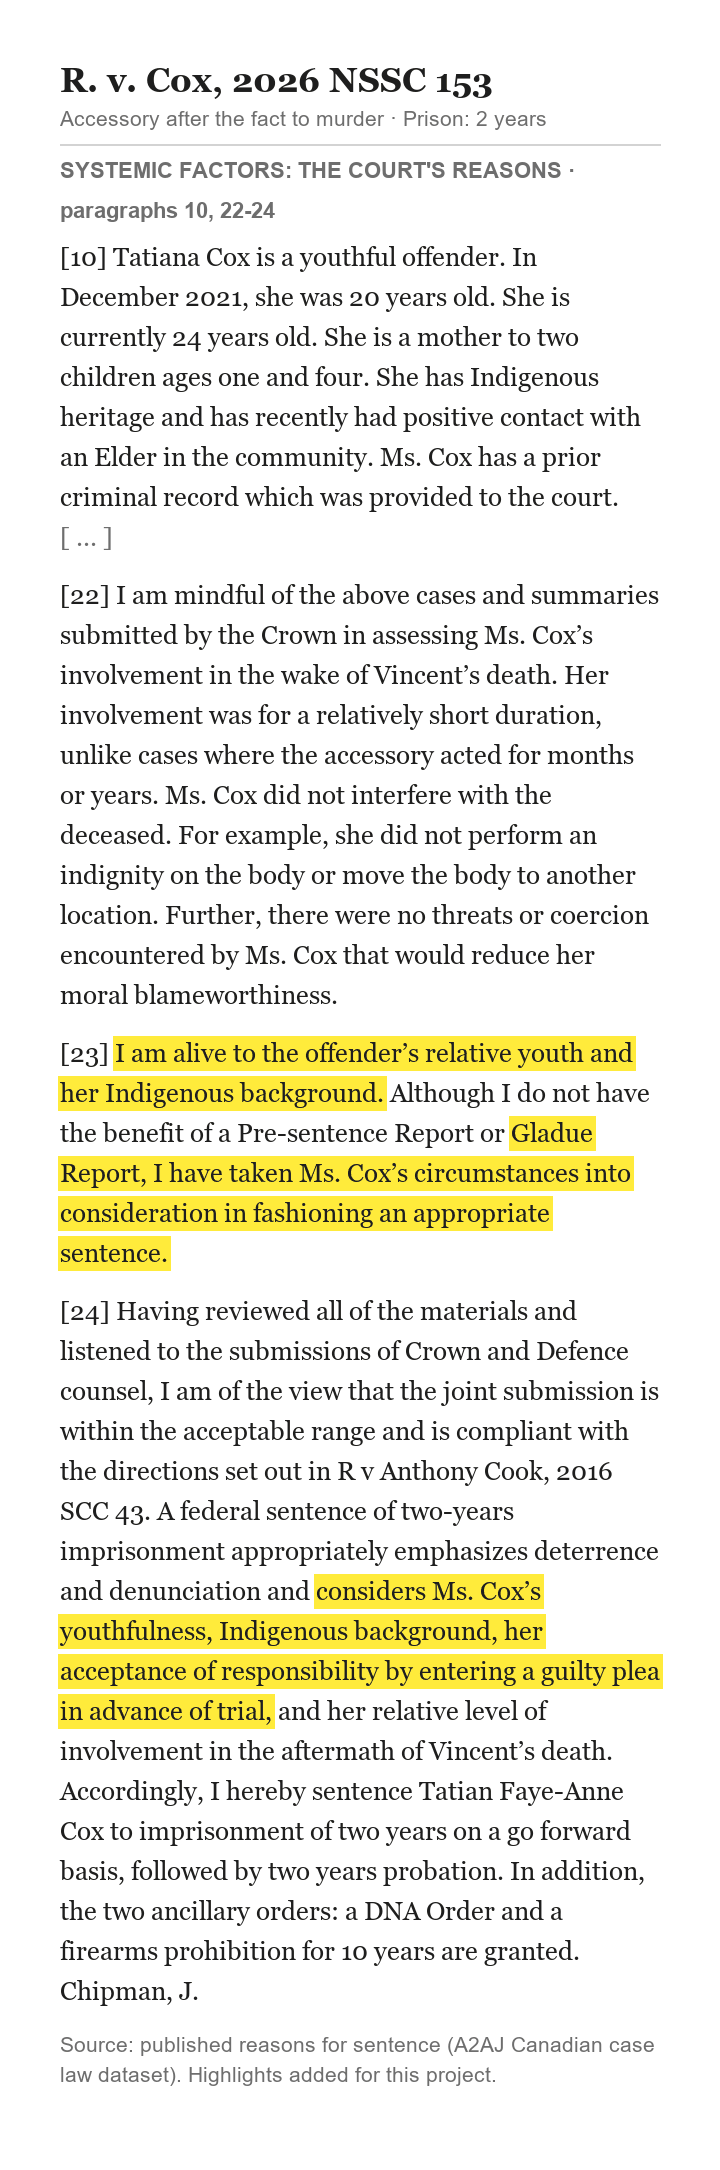 R. v. Cox, 2026 NSSC 153
Accessory after the fact to murder · Prison: 2 years
SYSTEMIC FACTORS: THE COURT'S REASONS ·
paragraphs 10, 22-24
[10] Tatiana Cox is a youthful offender. In
December 2021, she was 20 years old. She is
currently 24 years old. She is a mother to two
children ages one and four. She has Indigenous
heritage and has recently had positive contact with
an Elder in the community. Ms. Cox has a prior
criminal record which was provided to the court.
[ ... ]
[22] I am mindful of the above cases and summaries
submitted by the Crown in assessing Ms. Cox’s
involvement in the wake of Vincent’s death. Her
involvement was for a relatively short duration,
unlike cases where the accessory acted for months
or years. Ms. Cox did not interfere with the
deceased. For example, she did not perform an
indignity on the body or move the body to another
location. Further, there were no threats or coercion
encountered by Ms. Cox that would reduce her
moral blameworthiness.
[23] I am alive to the offender’s relative youth and
her Indigenous background. Although I do not have
the benefit of a Pre-sentence Report or Gladue
Report, I have taken Ms. Cox’s circumstances into
consideration in fashioning an appropriate
sentence.
[24] Having reviewed all of the materials and
listened to the submissions of Crown and Defence
counsel, I am of the view that the joint submission is
within the acceptable range and is compliant with
the directions set out in R v Anthony Cook, 2016
SCC 43. A federal sentence of two-years
imprisonment appropriately emphasizes deterrence
and denunciation and considers Ms. Cox’s
youthfulness, Indigenous background, her
acceptance of responsibility by entering a guilty plea
in advance of trial, and her relative level of
involvement in the aftermath of Vincent’s death.
Accordingly, I hereby sentence Tatian Faye-Anne
Cox to imprisonment of two years on a go forward
basis, followed by two years probation. In addition,
the two ancillary orders: a DNA Order and a
firearms prohibition for 10 years are granted.
Chipman, J.
Source: published reasons for sentence (A2AJ Canadian case
law dataset). Highlights added for this project.